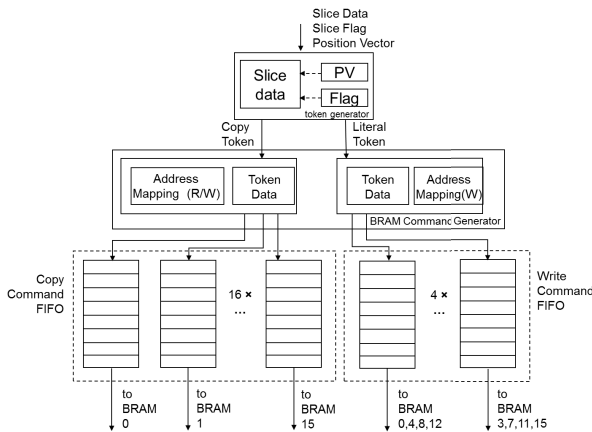 Slice Data
Slice Flag
Position Vector
Slice
data
PV
Flag
token generator
Copy
Token
Literal
Token
Address
Mapping (R/W)
Token
Data
Token
Data
Address
Mapping(W)
BRAM Command Generator
Copy
Command
FIFO
16 ×
...
4 ×
...
Write
Command
FIFO
to
BRAM
0
to
BRAM
1
to
BRAM
15
to
BRAM
0,4,8,12
to
BRAM
3,7,11,15